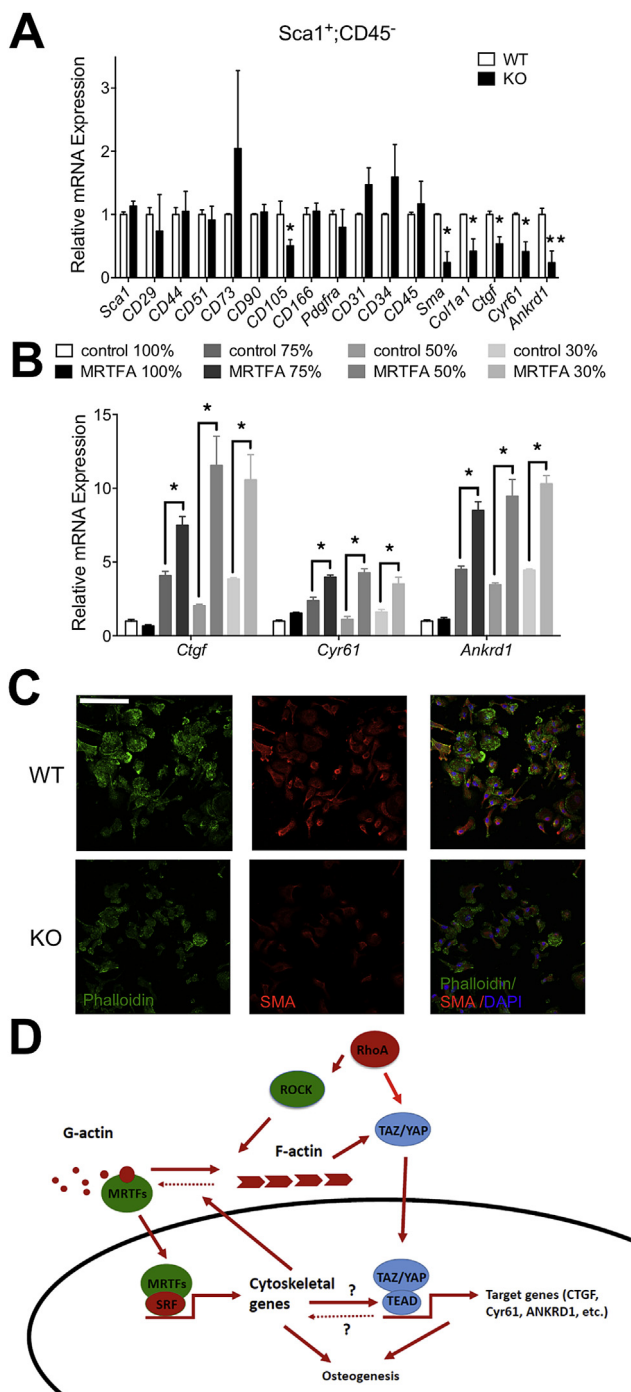 A
Sca1+;CD45-
WT
KO
Relative mRNA Expression
4
3
2
1
0
* * * * * **
Sca1 CD29 CD44 CD51 CD73 CD90 CD105 CD166 Pdgfra CD31 CD34 CD45 Sma Col1a1 Ctgf Cyr61 Ankrd1
B
control 100% control 75% control 50% control 30%
MRTFA 100% MRTFA 75% MRTFA 50% MRTFA 30%
Relative mRNA Expression
15
10
5
0
* * * * * * * * *
Ctgf Cyr61 Ankrd1
C
WT
KO
Phalloidin
SMA
Phalloidin/
SMA /DAPI
D
RhoA
ROCK
G-actin
F-actin
TAZ/YAP
MRTFs
MRTFs
SRF
Cytoskeletal
genes
?
?
TAZ/YAP
TEAD
Target genes (CTGF,
Cyr61, ANKRD1, etc.)
Osteogenesis